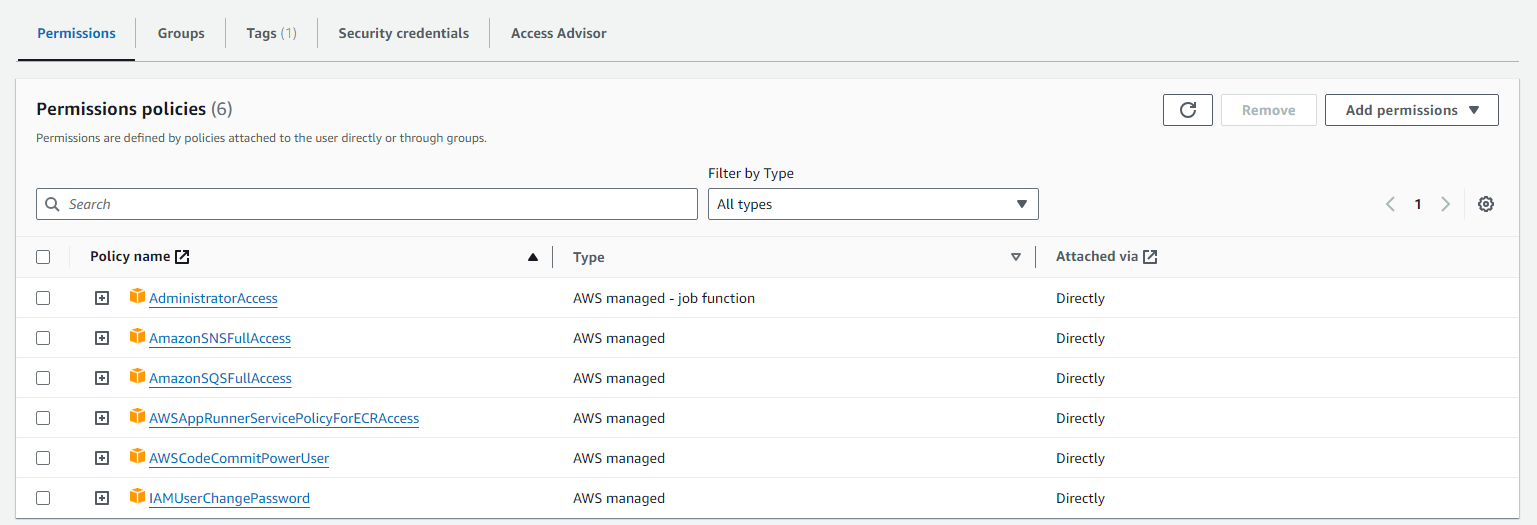 Permissions Groups Tags (1) Security credentials Access Advisor
Permissions policies (6)
Remove Add permissions
Permissions are defined by policies attached to the user directly or through groups.
Filter by Type
Search All types 1
Policy name Type Attached via
AdministratorAccess AWS managed - job function Directly
AmazonSNSFullAccess AWS managed Directly
AmazonSQSFullAccess AWS managed Directly
AWSAppRunnerServicePolicyForECRAccess AWS managed Directly
AWSCodeCommitPowerUser AWS managed Directly
IAMUserChangePassword AWS managed Directly